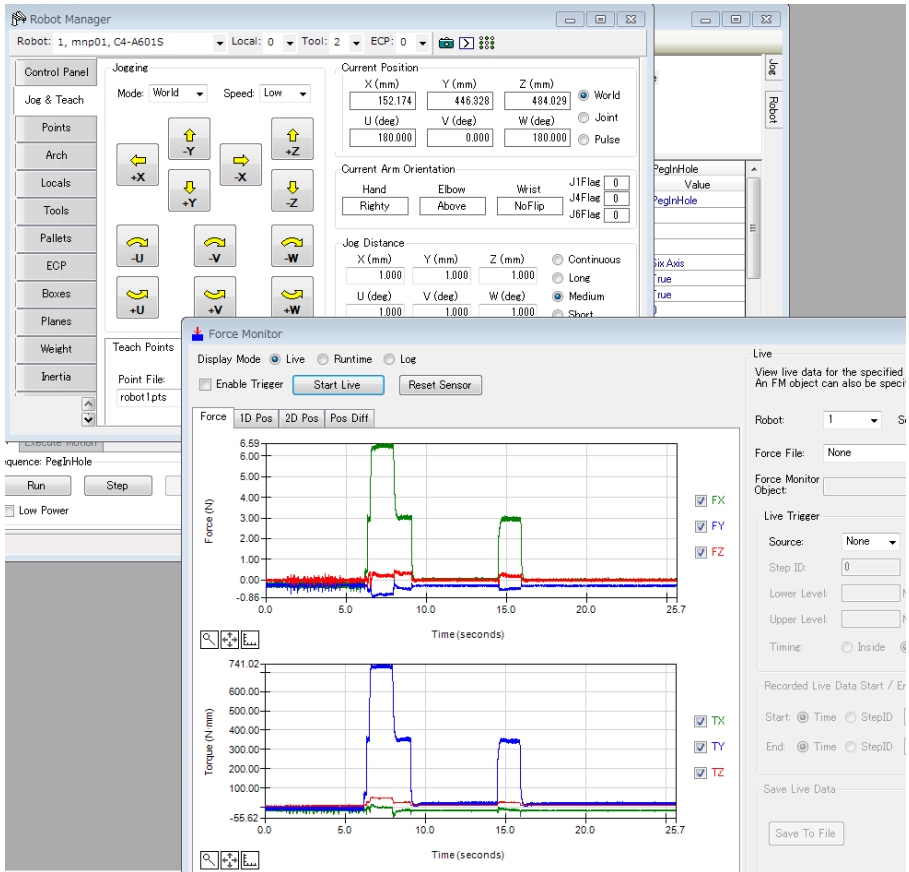 Robot Manager
Robot: 1, mnp01, C4-A601S Local: 0 Tool: 2 ECP: 0
Control Panel
Jog & Teach
Points
Arch
Locals
Tools
Pallets
ECP
Boxes
Planes
Weight
Inertia
Jogging
Mode: World Speed: Low
+X
-Y
+Y
-X
+Z
-Z
-U -V -W
+U +V +W
Current Position
X (mm) Y (mm) Z (mm)
152.174 446.328 484.029
U (deg) V (deg) W (deg)
180.000 0.000 180.000
World
Joint
Pulse
Current Arm Orientation
Hand Elbow Wrist
Righty Above NoFlip
J1Flag 0
J4Flag 0
J6Flag 0
Jog Distance
X (mm) Y (mm) Z (mm)
1.000 1.000 1.000
U (deg) V (deg) W (deg)
1.000 1.000 1.000
Continuous
Long
Medium
Short
Teach Points
Point File:
robot1.pts
Jog
Robot
PegInHole
Value
PegInHole
Six Axis
True
True
0
Execute Motion
equence: PegInHole
Run Step
Low Power
Force Monitor
Display Mode Live Runtime Log
Enable Trigger Start Live Reset Sensor
Force 1D Pos 2D Pos Pos Diff
Force (N)
6.59
6.00
5.00
4.00
3.00
2.00
1.00
0.00
-0.86
0.0 5.0 10.0 15.0 20.0 25.7
Time(seconds)
FX
FY
FZ
Torque (N mm)
741.02
600.00
500.00
400.00
300.00
200.00
100.00
-55.62
0.0 5.0 10.0 15.0 20.0 25.7
Time(seconds)
TX
TY
TZ
Live
View live data for the specified
An FM object can also be speci
Robot: 1 Se
Force File: None
Force Monitor
Object:
Live Trigger
Source: None
Step ID: 0
Lower Level: N
Upper Level: N
Timing: Inside
Recorded Live Data Start / En
Start: Time StepID
End: Time StepID
Save Live Data
Save To File